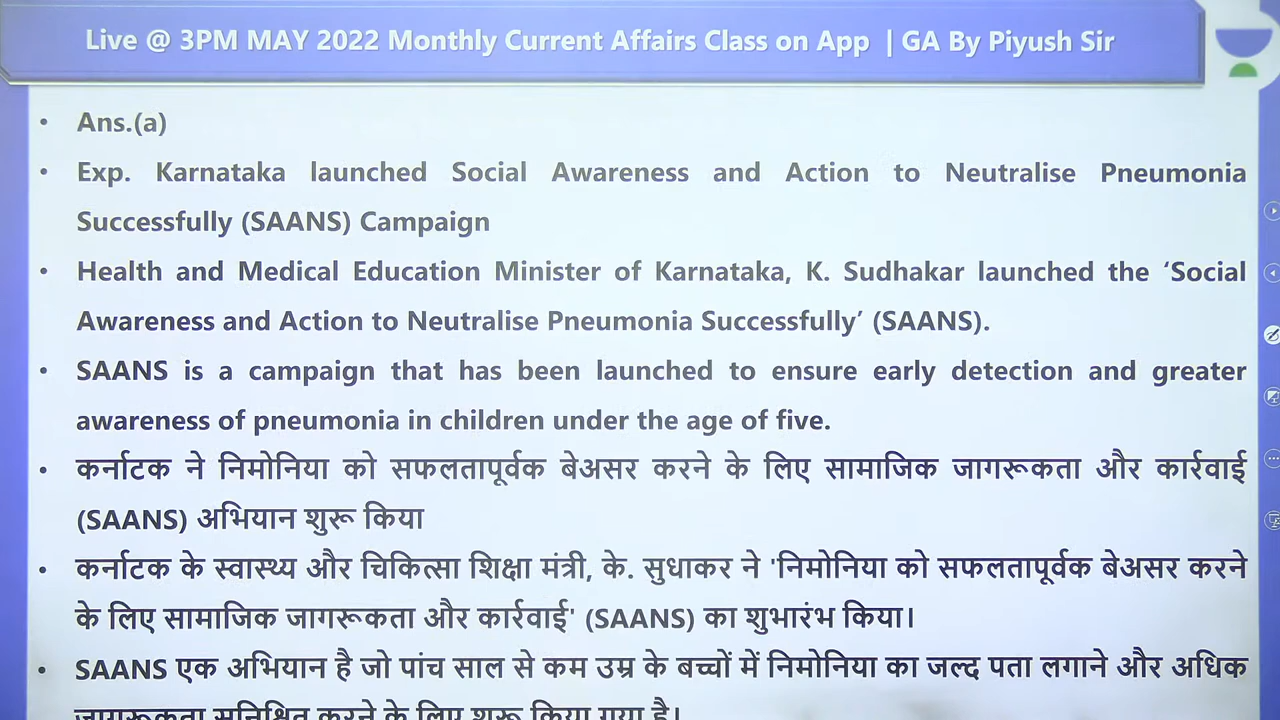 Live @ 3PM MAY 2022 Monthly Current Affairs Class on App | GA By Piyush Sir
• Ans.(a)
• Exp. Karnataka launched Social Awareness and Action to Neutralise Pneumonia
Successfully (SAANS) Campaign
• Health and Medical Education Minister of Karnataka, K. Sudhakar launched the ‘Social
Awareness and Action to Neutralise Pneumonia Successfully’ (SAANS).
• SAANS is a campaign that has been launched to ensure early detection and greater
awareness of pneumonia in children under the age of five.
• कर्नाटक ने निमोनिया को सफलतापूर्वक बेअसर करने के लिए सामाजिक जागरूकता और कार्रवाई
(SAANS) अभियान शुरू किया
• कर्नाटक के स्वास्थ्य और चिकित्सा शिक्षा मंत्री, के. सुधाकर ने 'निमोनिया को सफलतापूर्वक बेअसर करने
के लिए सामाजिक जागरूकता और कार्रवाई' (SAANS) का शुभारंभ किया।
• SAANS एक अभियान है जो पांच साल से कम उम्र के बच्चों में निमोनिया का जल्द पता लगाने और अधिक
जागरूकता सुनिश्चित करने के लिए शुरू किया गया है।